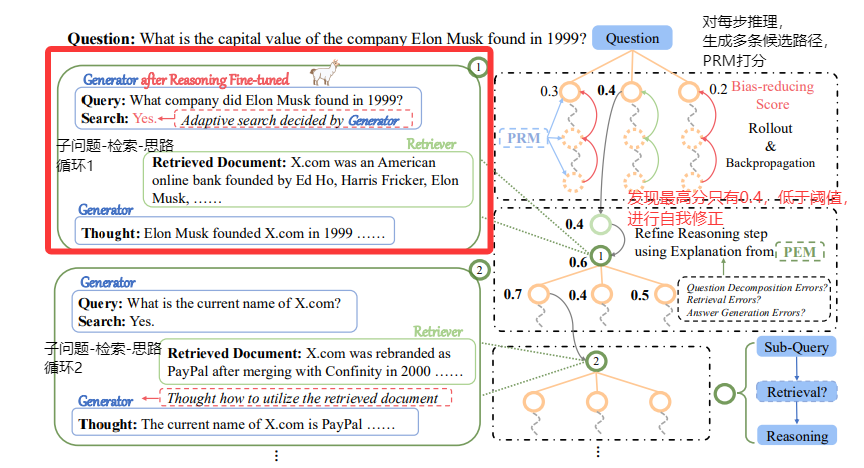 Question: What is the capital value of the company Elon Musk found in 1999?
Question
对每步推理，
生成多条候选路径，
PRM打分
1
Generator after Reasoning Fine-tuned
Query: What company did Elon Musk found in 1999?
Search: Yes.
Adaptive search decided by Generator
子问题-检索-思路
循环1
Retriever
Retrieved Document: X.com was an American
online bank founded by Ed Ho, Harris Fricker, Elon
Musk, ……
Generator
Thought: Elon Musk founded X.com in 1999 ……
0.3
0.4
0.2
Bias-reducing
Score
Rollout
&
Backpropagation
PRM
发现最高分只有0.4，低于阈值，
进行自我修正
0.4
Refine Reasoning step
using Explanation from
PEM
0.6
1
0.7
0.4
0.5
Question Decomposition Errors?
Retrieval Errors?
Answer Generation Errors?
2
Generator
Query: What is the current name of X.com?
Search: Yes.
Retriever
子问题-检索-思路
循环2
Retrieved Document: X.com was rebranded as
PayPal after merging with Confinity in 2000 ……
Generator
Thought how to utilize the retrieved document
Thought: The current name of X.com is PayPal ……
2
Sub-Query
Retrieval?
Reasoning